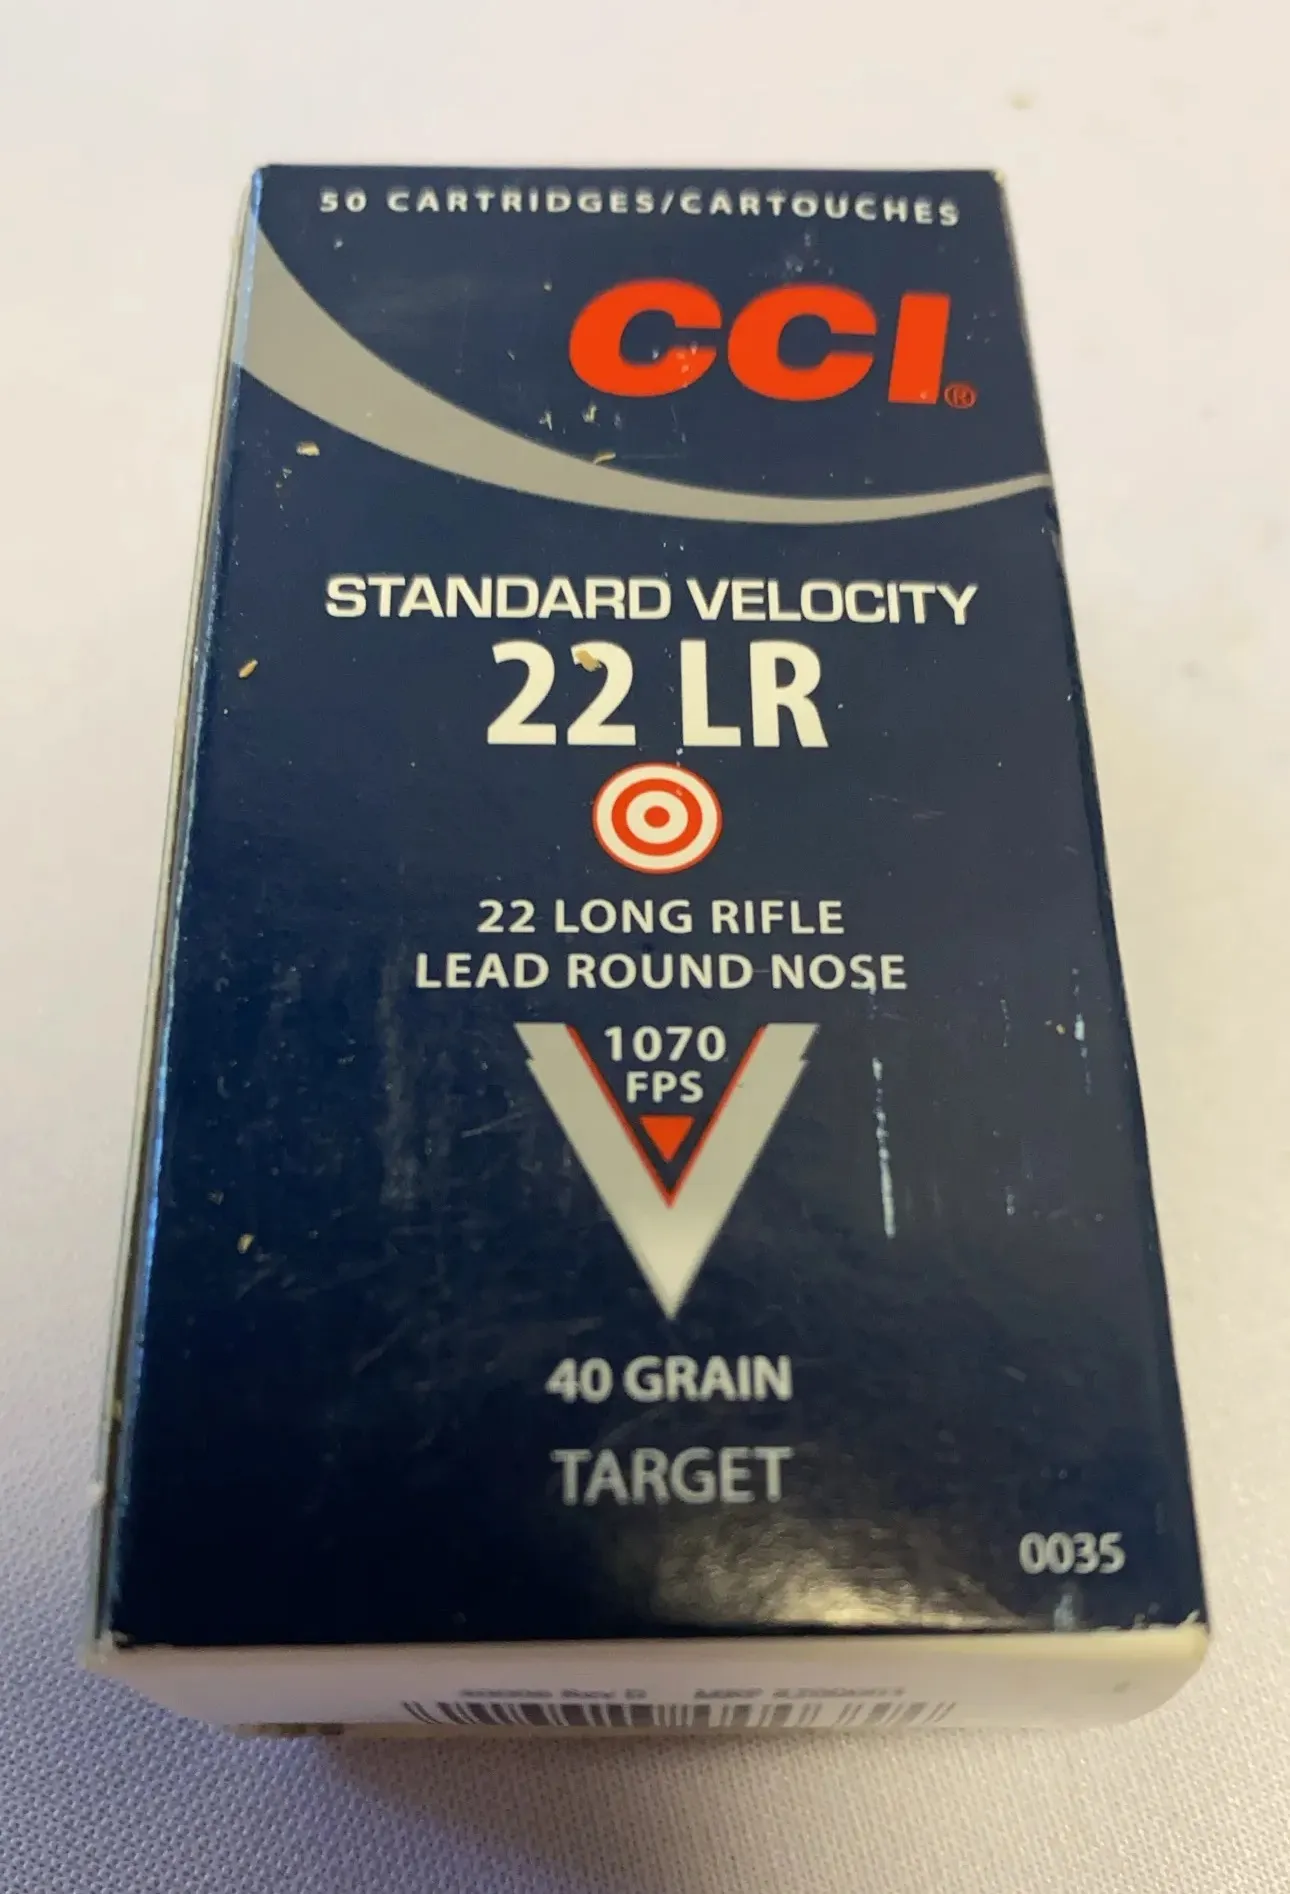 50 CARTRIDGES/CARTOUCHES
CCI®
STANDARD VELOCITY
22 LR
22 LONG RIFLE
LEAD ROUND NOSE
1070
FPS
40 GRAIN
TARGET
0035